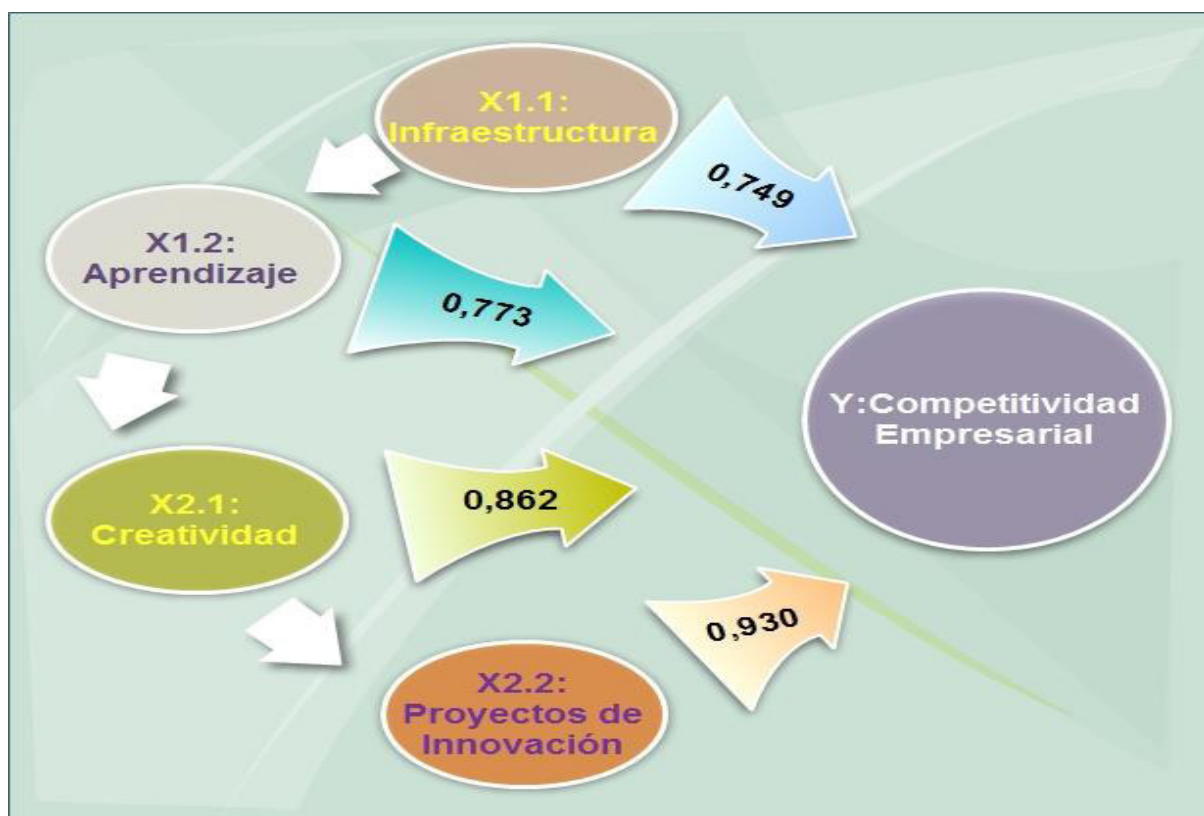 X1.1:
Infraestructura
0,749
X1.2:
Aprendizaje
0,773
Y:Competitividad
Empresarial
X2.1:
Creatividad
0,862
X2.2:
Proyectos de
Innovación
0,930